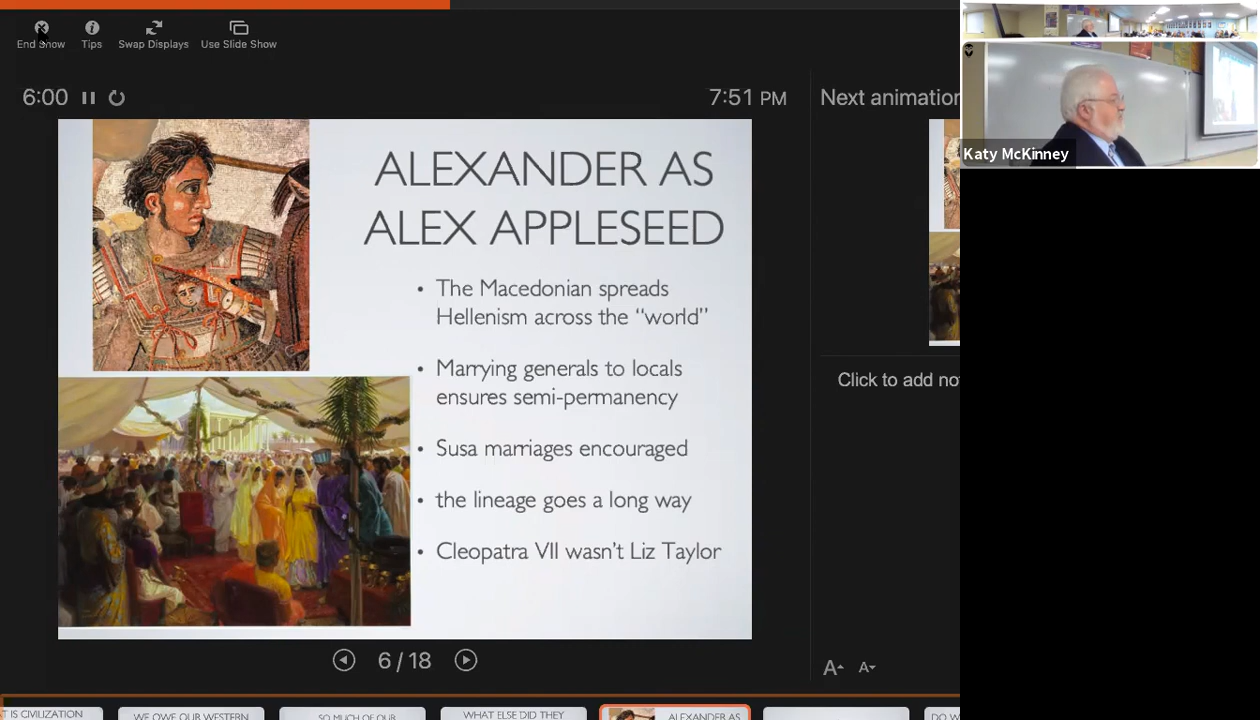 End Show
Tips
Swap Displays
Use Slide Show
6:00
7:51 PM
Next animation
Katy McKinney
ALEXANDER AS
ALEX APPLESEED
• The Macedonian spreads
Hellenism across the “world”
• Marrying generals to locals
ensures semi-permanency
• Susa marriages encouraged
• the lineage goes a long way
• Cleopatra VII wasn’t Liz Taylor
Click to add no
6 / 18
A A
T IS CIVILIZATION
WE OWE OUR WESTERN
SO MUCH OF OUR
WHAT ELSE DID THEY
ALEXANDER AS
DO W